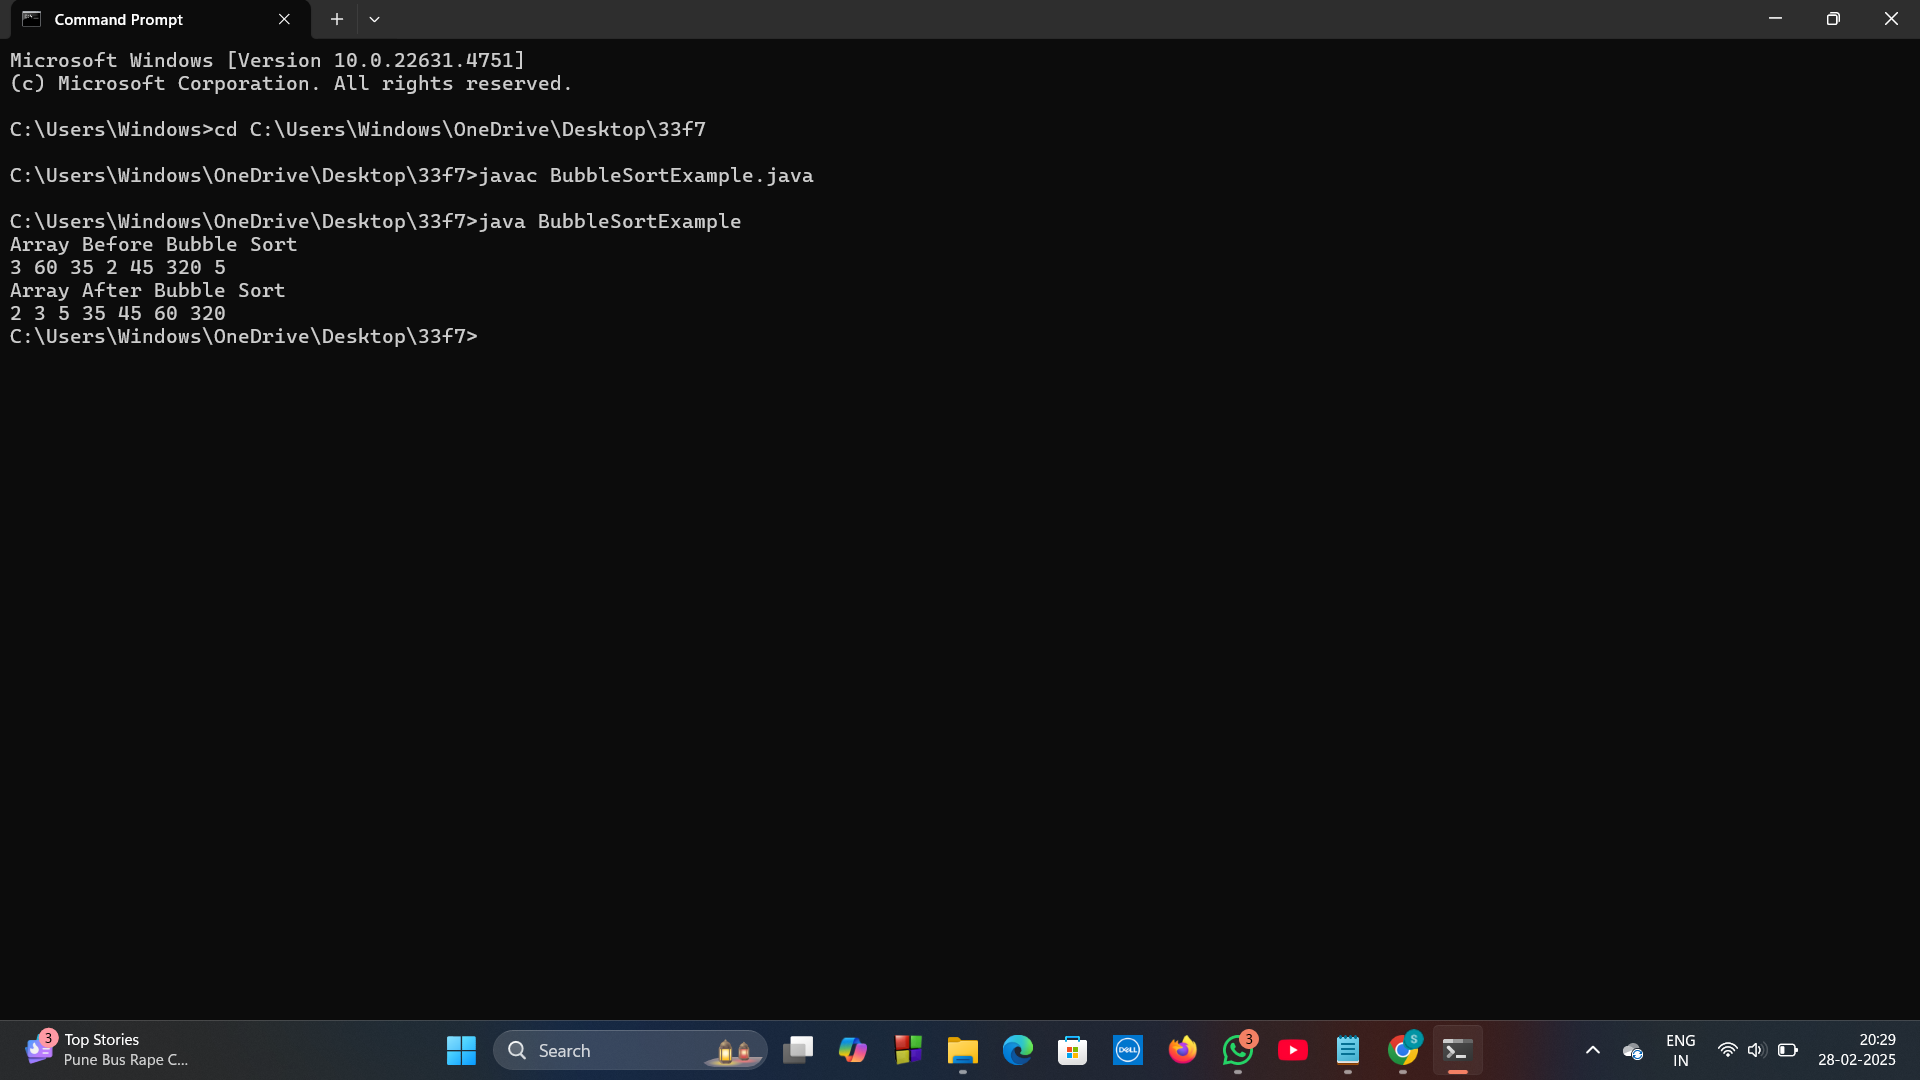 Command Prompt
Microsoft Windows [Version 10.0.22631.4751]
(c) Microsoft Corporation. All rights reserved.
C:\Users\Windows>cd C:\Users\Windows\OneDrive\Desktop\33f7
C:\Users\Windows\OneDrive\Desktop\33f7>javac BubbleSortExample.java
C:\Users\Windows\OneDrive\Desktop\33f7>java BubbleSortExample
Array Before Bubble Sort
3 60 35 2 45 320 5
Array After Bubble Sort
2 3 5 35 45 60 320
C:\Users\Windows\OneDrive\Desktop\33f7>
3
Top Stories
Pune Bus Rape C...
Search
DELL
3
S
ENG
IN
20:29
28-02-2025